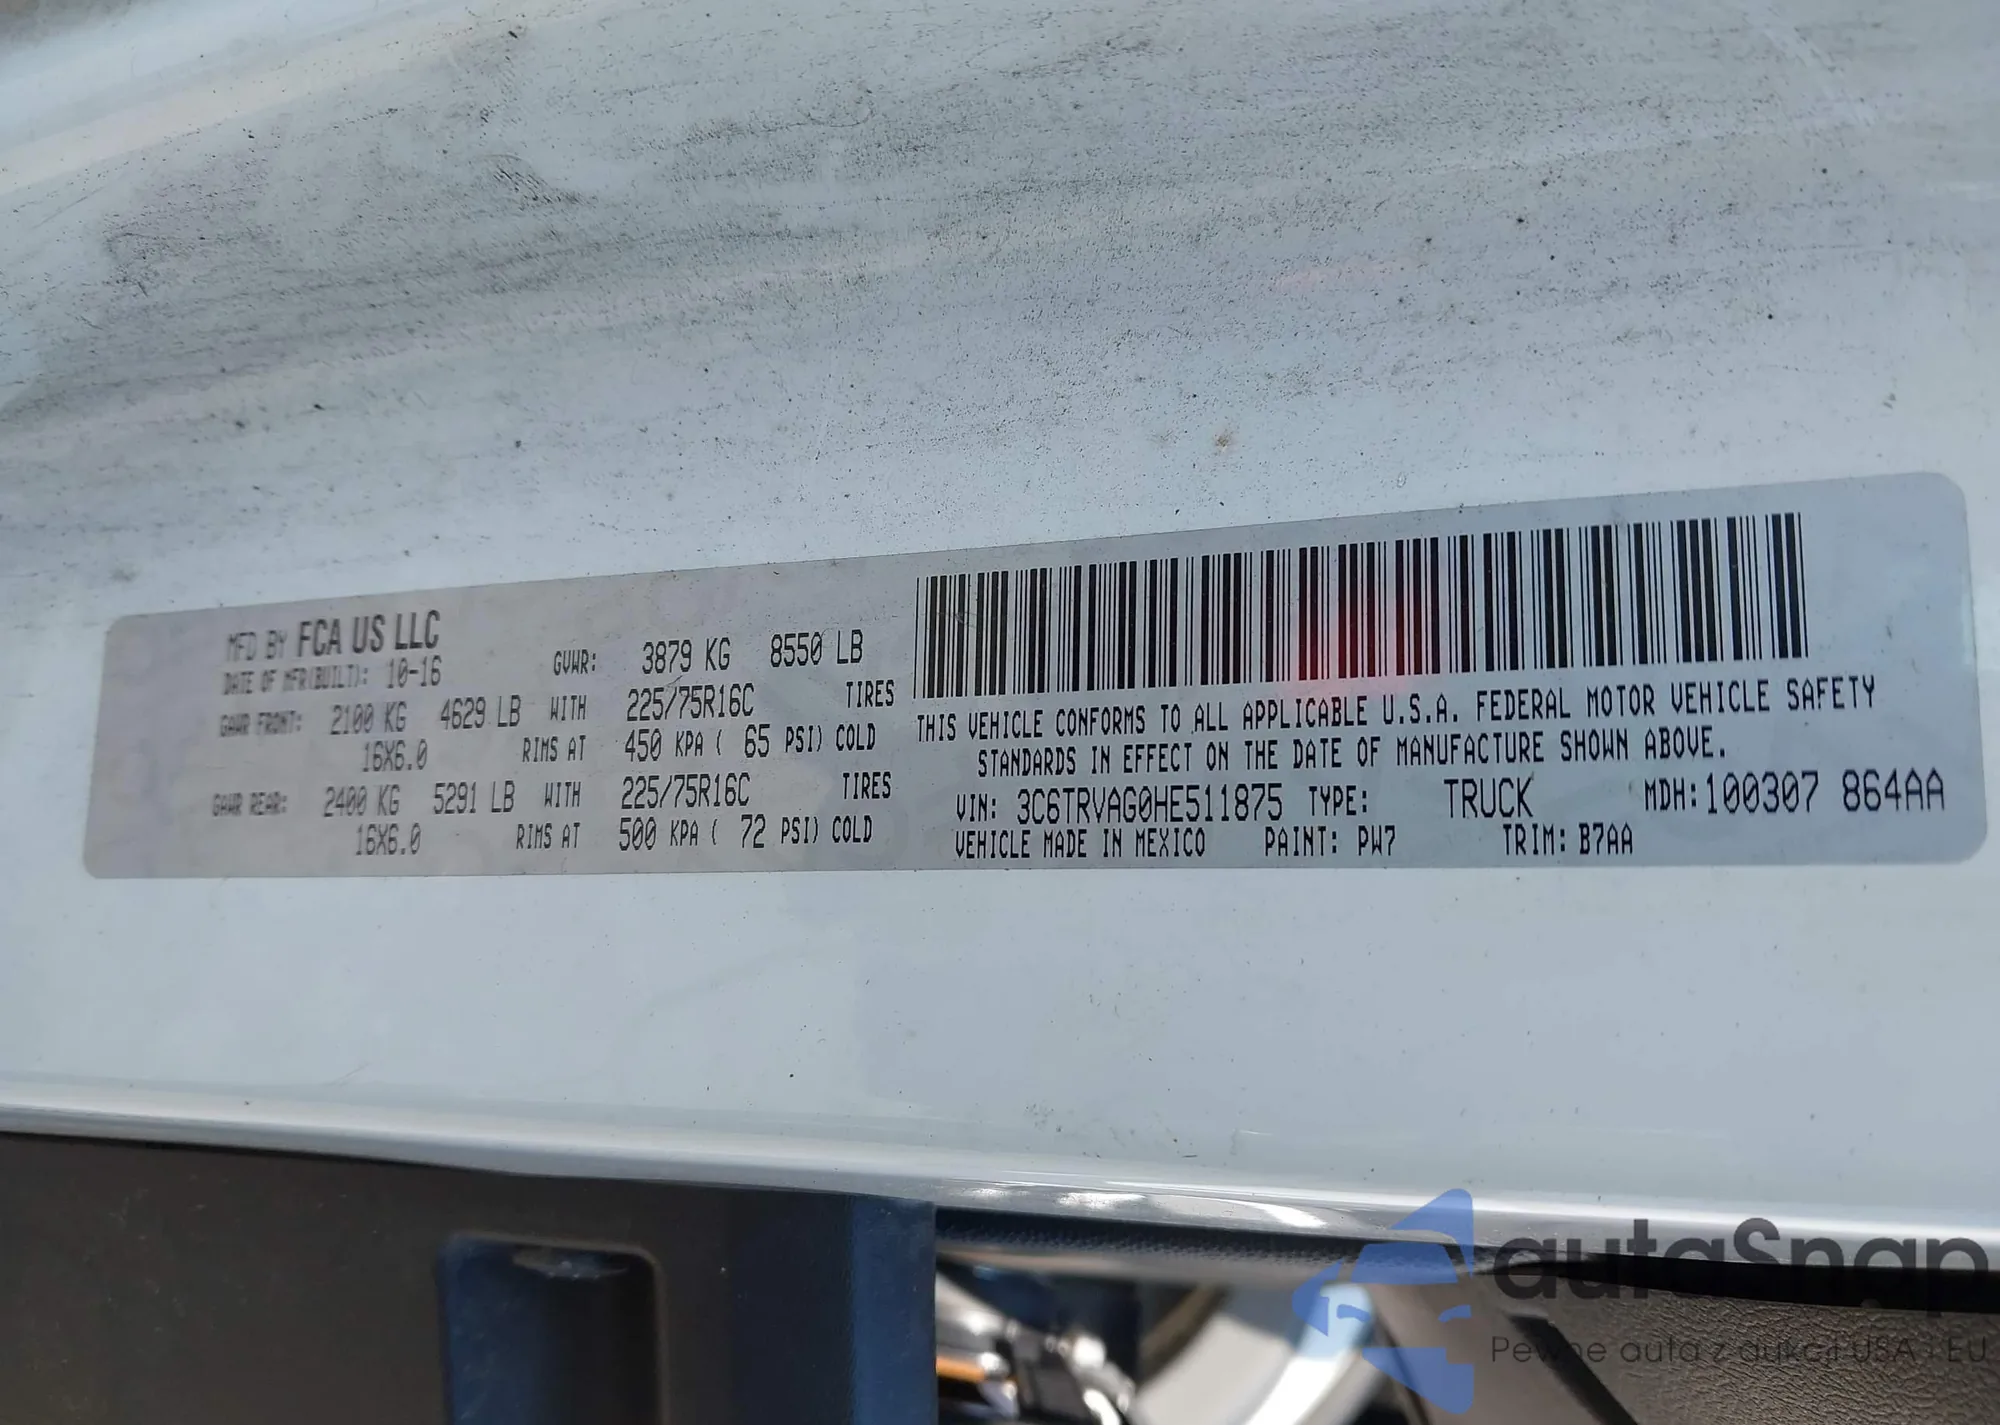 MFD BY FCA US LLC
DATE OF MFR(BUILT): 10-16 GVWR: 3879 KG 8550 LB
GAWR FRONT: 2100 KG 4629 LB WITH 225/75R16C TIRES
16X6.0 RIMS AT 450 KPA ( 65 PSI) COLD
GAWR REAR: 2400 KG 5291 LB WITH 225/75R16C TIRES
16X6.0 RIMS AT 500 KPA ( 72 PSI) COLD
THIS VEHICLE CONFORMS TO ALL APPLICABLE U.S.A. FEDERAL MOTOR VEHICLE SAFETY
STANDARDS IN EFFECT ON THE DATE OF MANUFACTURE SHOWN ABOVE.
VIN: 3C6TRVAG0HE511875 TYPE: TRUCK MDH:100307 864AA
VEHICLE MADE IN MEXICO PAINT: PW7 TRIM: B7AA
autaSnap
Pewne auta z aukcji USA i EU